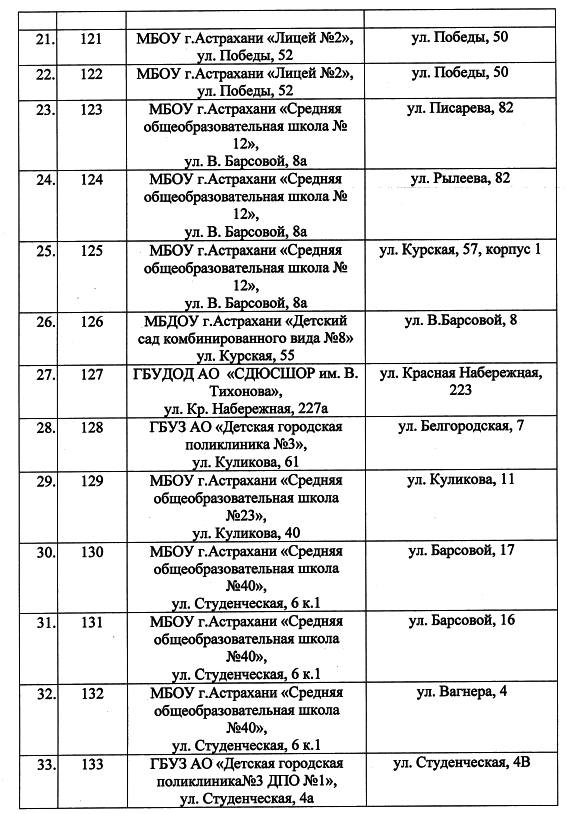 21. 121 МБОУ г.Астрахани «Лицей №2», ул. Победы, 50
ул. Победы, 52
22. 122 МБОУ г.Астрахани «Лицей №2», ул. Победы, 50
ул. Победы, 52
23. 123 МБОУ г.Астрахани «Средняя ул. Писарева, 82
общеобразовательная школа №
12»,
ул. В. Барсовой, 8а
24. 124 МБОУ г.Астрахани «Средняя ул. Рылеева, 82
общеобразовательная школа №
12»,
ул. В. Барсовой, 8а
25. 125 МБОУ г.Астрахани «Средняя ул. Курская, 57, корпус 1
общеобразовательная школа №
12»,
ул. В. Барсовой, 8а
26. 126 МБДОУ г.Астрахани «Детский ул. В.Барсовой, 8
сад комбинированного вида №8»
ул. Курская, 55
27. 127 ГБУДОД АО «СДЮСШОР им. В. ул. Красная Набережная,
Тихонова», 223
ул. Кр. Набережная, 227а
28. 128 ГБУЗ АО «Детская городская ул. Белгородская, 7
поликлиника №3»,
ул. Куликова, 61
29. 129 МБОУ г.Астрахани «Средняя ул. Куликова, 11
общеобразовательная школа
№23»,
ул. Куликова, 40
30. 130 МБОУ г.Астрахани «Средняя ул. Барсовой, 17
общеобразовательная школа
№40»,
ул. Студенческая, 6 к.1
31. 131 МБОУ г.Астрахани «Средняя ул. Барсовой, 16
общеобразовательная школа
№40»,
ул. Студенческая, 6 к.1
32. 132 МБОУ г.Астрахани «Средняя ул. Вагнера, 4
общеобразовательная школа
№40»,
ул. Студенческая, 6 к.1
33. 133 ГБУЗ АО «Детская городская ул. Студенческая, 4В
поликлиника№3 ДПО №1»,
ул. Студенческая, 4а